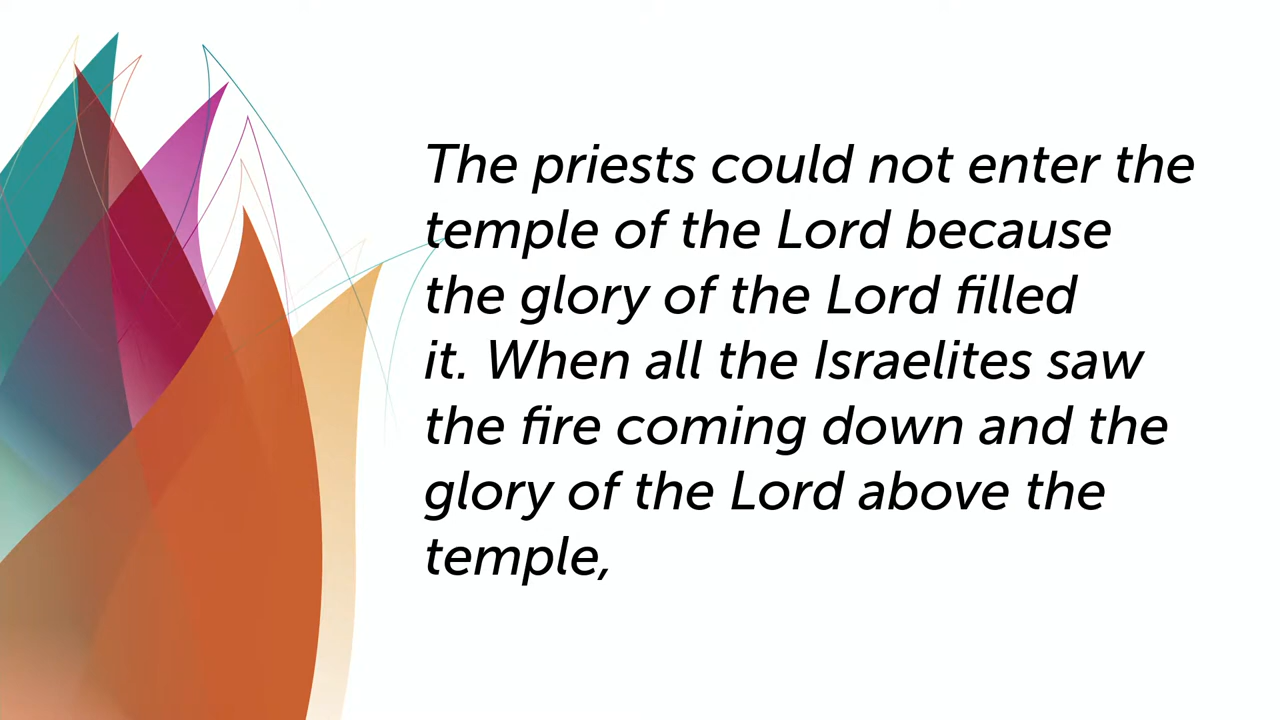 The priests could not enter the
temple of the Lord because
the glory of the Lord filled
it. When all the Israelites saw
the fire coming down and the
glory of the Lord above the
temple,